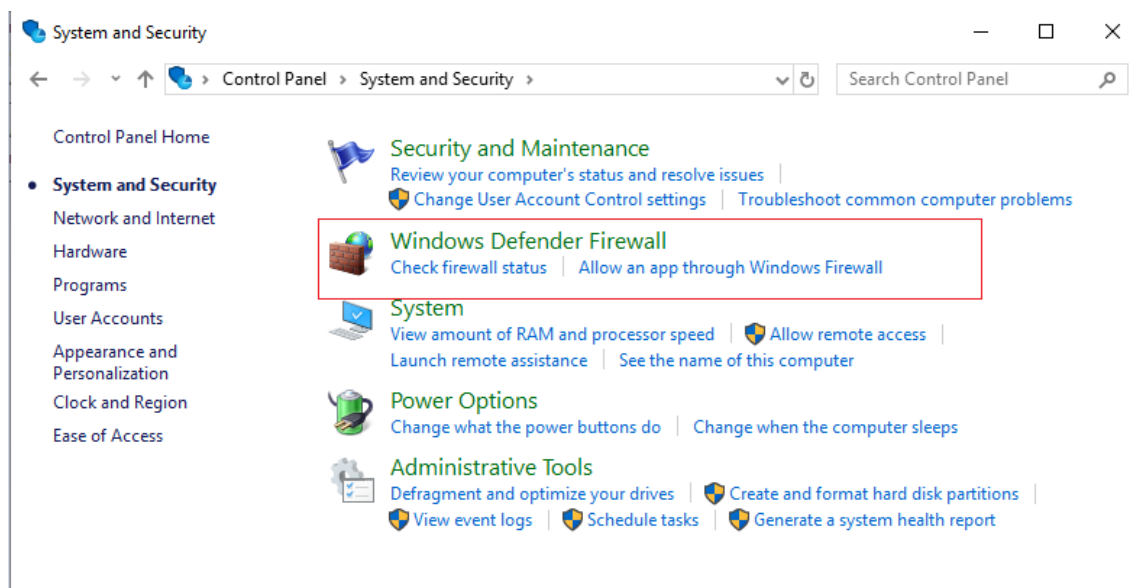 System and Security
Control Panel > System and Security >
Search Control Panel
Control Panel Home
System and Security
Network and Internet
Hardware
Programs
User Accounts
Appearance and
Personalization
Clock and Region
Ease of Access
Security and Maintenance
Review your computer's status and resolve issues
Change User Account Control settings
Troubleshoot common computer problems
Windows Defender Firewall
Check firewall status
Allow an app through Windows Firewall
System
View amount of RAM and processor speed
Allow remote access
Launch remote assistance
See the name of this computer
Power Options
Change what the power buttons do
Change when the computer sleeps
Administrative Tools
Defragment and optimize your drives
Create and format hard disk partitions
View event logs
Schedule tasks
Generate a system health report